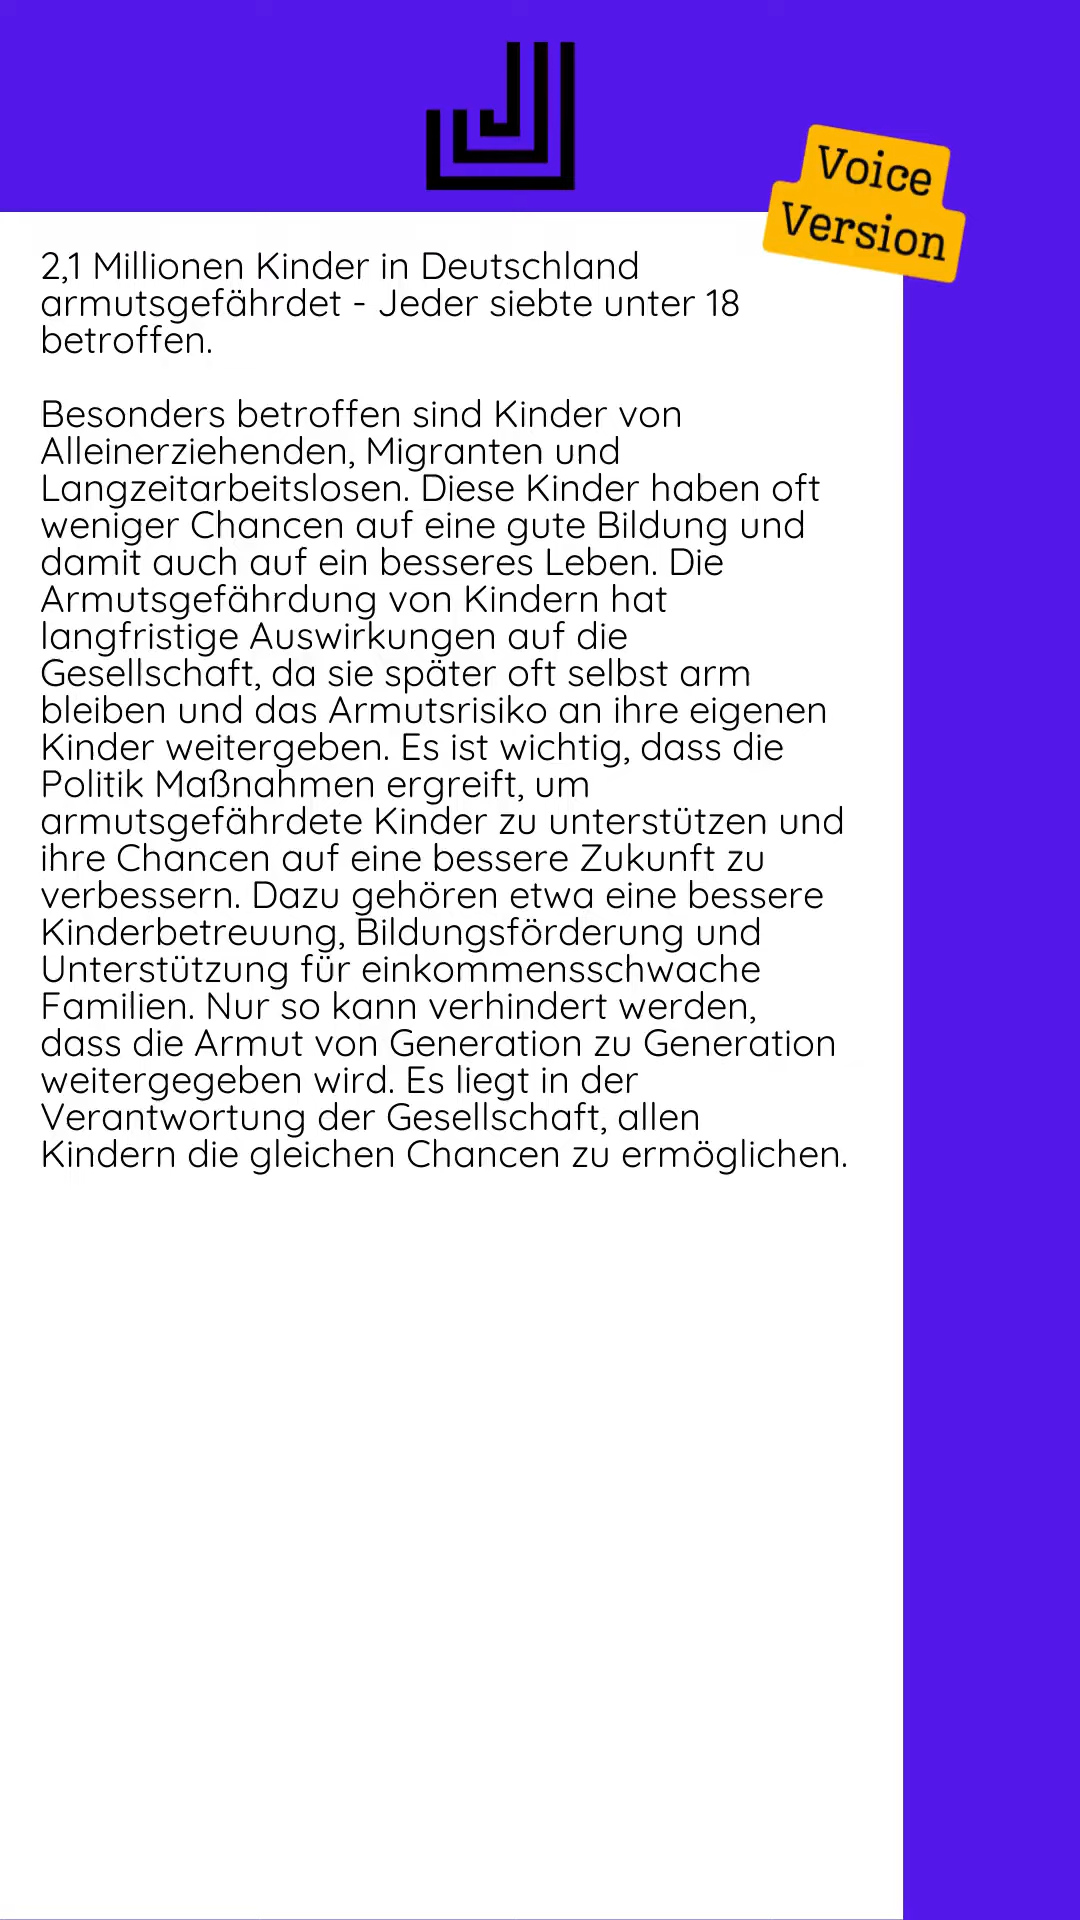 Voice
Version
2,1 Millionen Kinder in Deutschland
armutsgefährdet - Jeder siebte unter 18
betroffen.
Besonders betroffen sind Kinder von
Alleinerziehenden, Migranten und
Langzeitarbeitslosen. Diese Kinder haben oft
weniger Chancen auf eine gute Bildung und
damit auch auf ein besseres Leben. Die
Armutsgefährdung von Kindern hat
langfristige Auswirkungen auf die
Gesellschaft, da sie später oft selbst arm
bleiben und das Armutsrisiko an ihre eigenen
Kinder weitergeben. Es ist wichtig, dass die
Politik Maßnahmen ergreift, um
armutsgefährdete Kinder zu unterstützen und
ihre Chancen auf eine bessere Zukunft zu
verbessern. Dazu gehören etwa eine bessere
Kinderbetreuung, Bildungsförderung und
Unterstützung für einkommensschwache
Familien. Nur so kann verhindert werden,
dass die Armut von Generation zu Generation
weitergegeben wird. Es liegt in der
Verantwortung der Gesellschaft, allen
Kindern die gleichen Chancen zu ermöglichen.